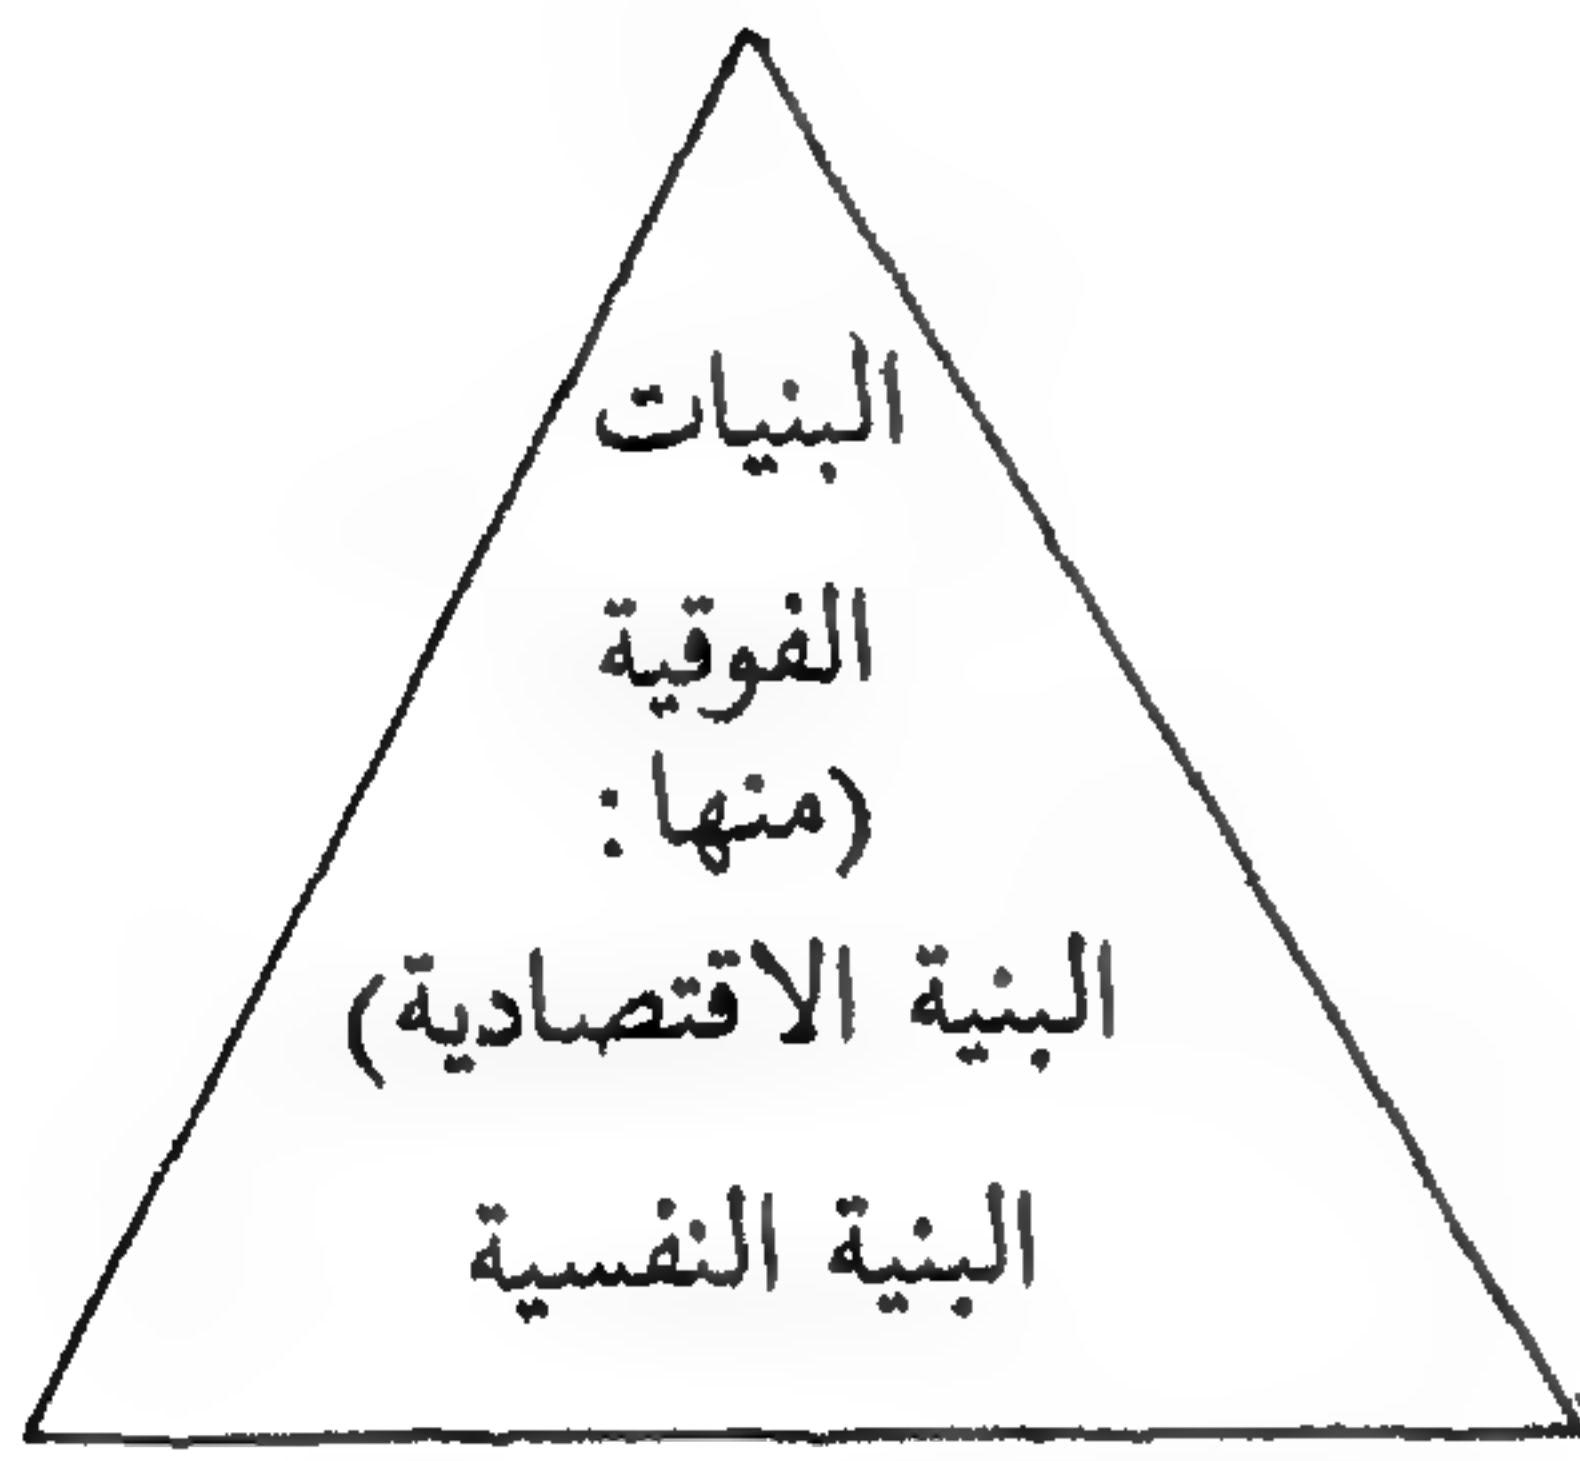 البنيات
الفوقية
(منها :
البنية الاقتصادية)
البنية النفسية